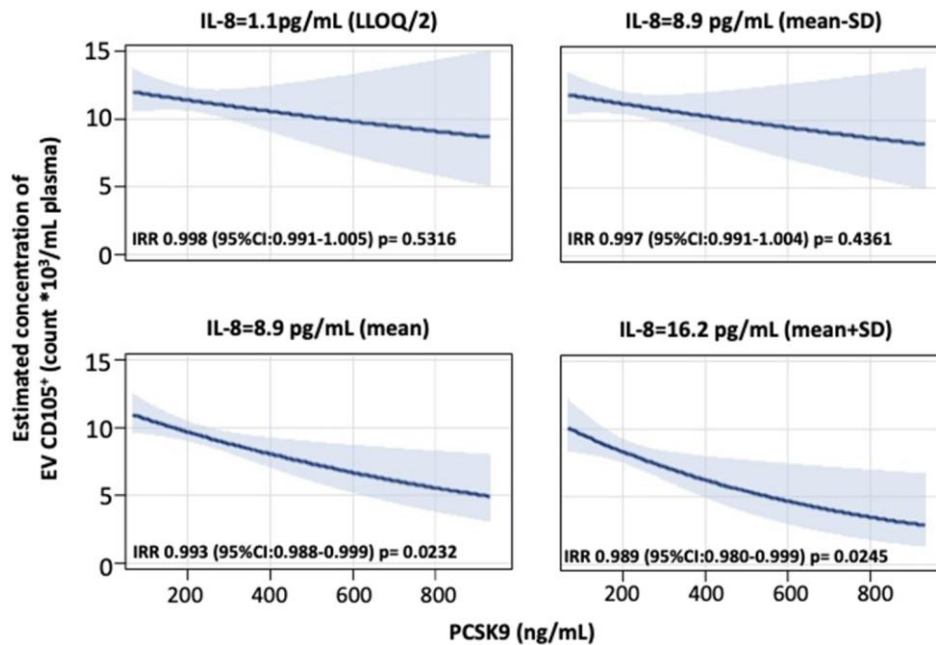 IL-8=1.1pg/mL (LLOQ/2)
IL-8=8.9 pg/mL (mean-SD)
15
10
5
0
IRR 0.998 (95%CI:0.991-1.005) p= 0.5316
IRR 0.997 (95%CI:0.991-1.004) p= 0.4361
Estimated concentration of
EV CD105⁺ (count *10³/mL plasma)
IL-8=8.9 pg/mL (mean)
IL-8=16.2 pg/mL (mean+SD)
15
10
5
0
IRR 0.993 (95%CI:0.988-0.999) p= 0.0232
IRR 0.989 (95%CI:0.980-0.999) p= 0.0245
200 400 600 800
200 400 600 800
PCSK9 (ng/mL)